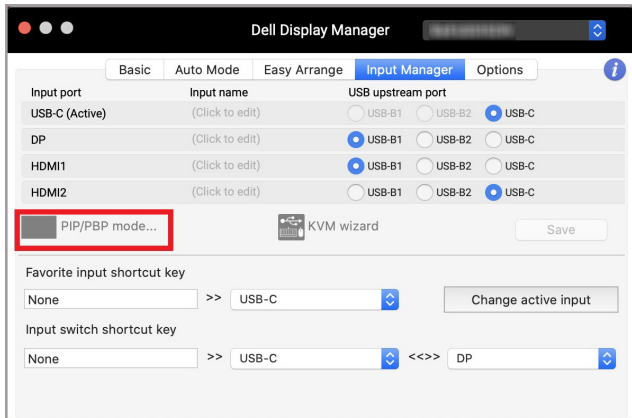 Dell Display Manager
Basic Auto Mode Easy Arrange Input Manager Options i
Input port Input name USB upstream port
USB-C (Active) (Click to edit) USB-B1 USB-B2 USB-C
DP (Click to edit) USB-B1 USB-B2 USB-C
HDMI1 (Click to edit) USB-B1 USB-B2 USB-C
HDMI2 (Click to edit) USB-B1 USB-B2 USB-C
PIP/PBP mode... KVM wizard Save
Favorite input shortcut key
None >> USB-C Change active input
Input switch shortcut key
None >> USB-C <<>> DP